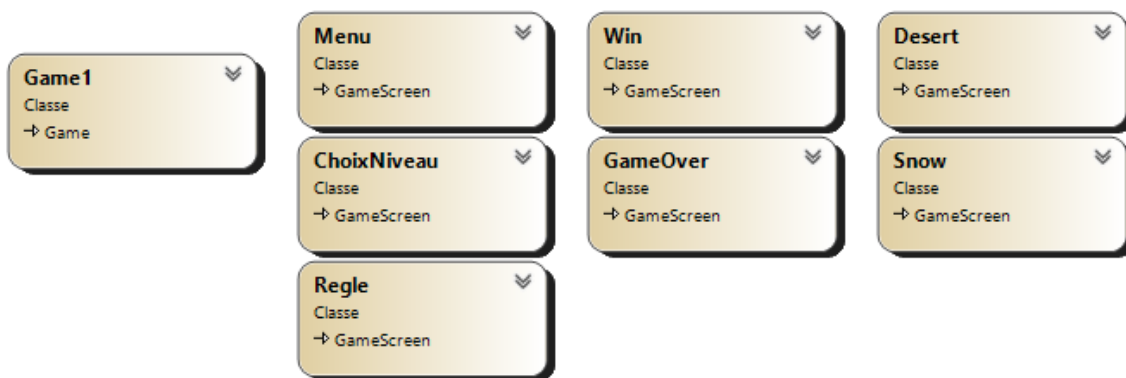 Game1
Classe
Game
Menu
Classe
GameScreen
ChoixNiveau
Classe
GameScreen
Regle
Classe
GameScreen
Win
Classe
GameScreen
GameOver
Classe
GameScreen
Desert
Classe
GameScreen
Snow
Classe
GameScreen